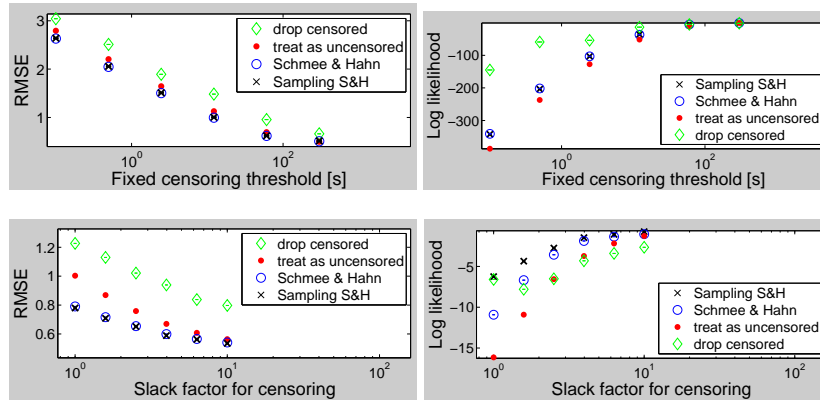 3
2
1
RMSE
10^0
10^2
Fixed censoring threshold [s]
drop censored
treat as uncensored
Schmee & Hahn
Sampling S&H
−100
−200
−300
Log likelihood
10^0
10^2
Fixed censoring threshold [s]
Sampling S&H
Schmee & Hahn
treat as uncensored
drop censored
1.2
1
0.8
0.6
RMSE
10^0
10^1
10^2
Slack factor for censoring
drop censored
treat as uncensored
Schmee & Hahn
Sampling S&H
−5
−10
−15
Log likelihood
10^0
10^1
10^2
Slack factor for censoring
Sampling S&H
Schmee & Hahn
treat as uncensored
drop censored